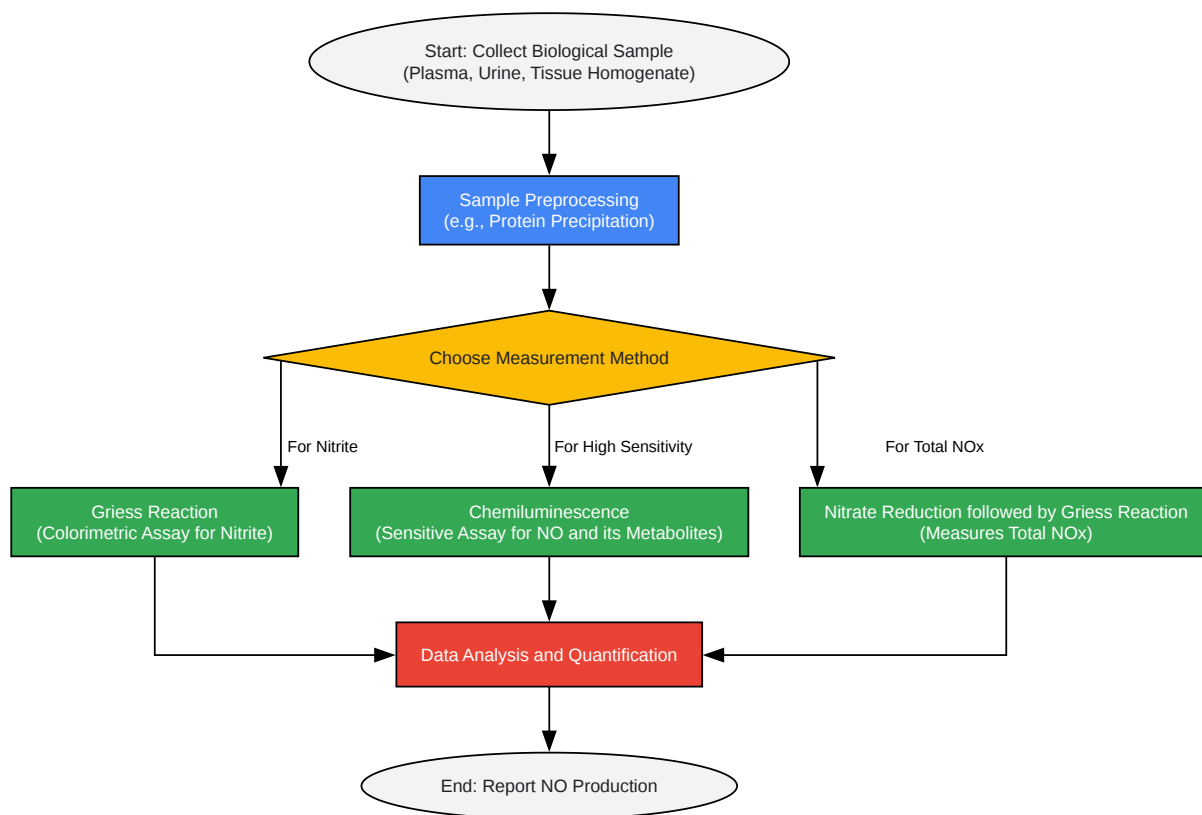 Start: Collect Biological Sample
(Plasma, Urine, Tissue Homogenate)
Sample Preprocessing
(e.g., Protein Precipitation)
Choose Measurement Method
For Nitrite
For High Sensitivity
For Total NOx
Griess Reaction
(Colorimetric Assay for Nitrite)
Chemiluminescence
(Sensitive Assay for NO and its Metabolites)
Nitrate Reduction followed by Griess Reaction
(Measures Total NOx)
Data Analysis and Quantification
End: Report NO Production